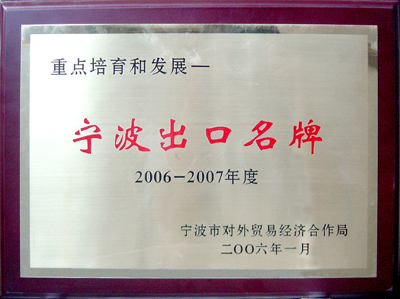 重点培育和发展—
宁波出口名牌
2006-2007年度
宁波市对外贸易经济合作局
二〇〇六年一月